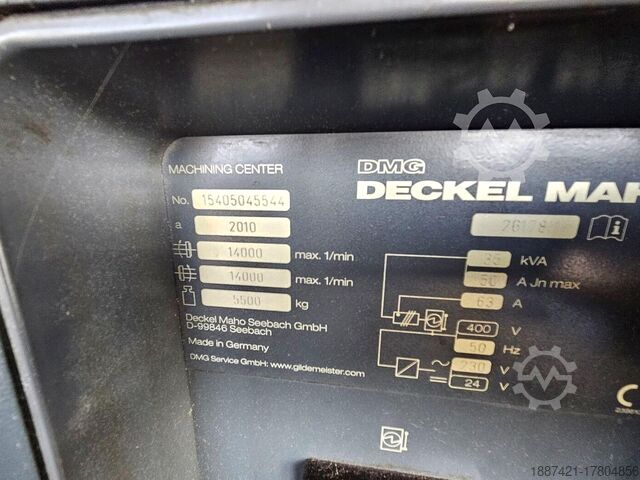 MACHINING CENTER
No. 15405045544
a 2010
14000 max. 1/min
14000 max. 1/min
5500 kg
Deckel Maho Seebach GmbH
D-99846 Seebach
Made in Germany
DMG Service GmbH: www.gildemeister.com
DMG
DECKEL MAH
kVA
50 A Jn max
63 A
400 V
50 Hz
~ 230 V
= 24 V
1887421-17804856